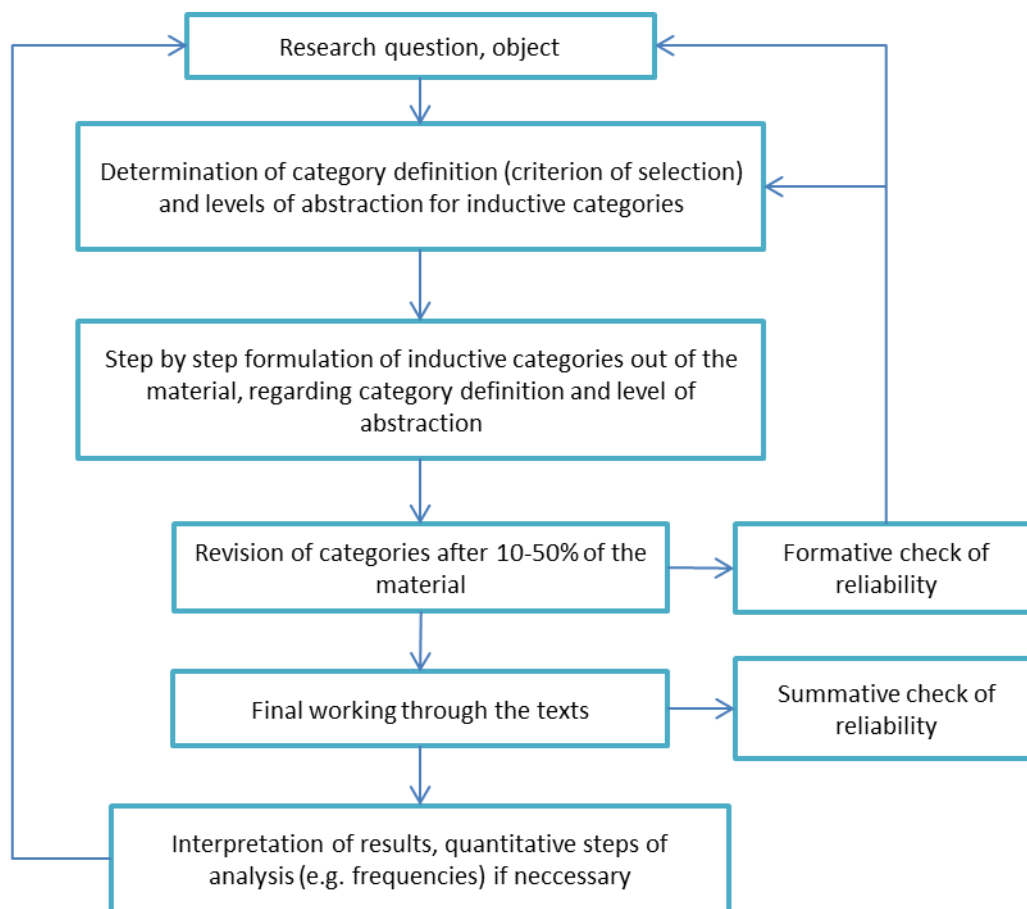 Research question, object
Determination of category definition (criterion of selection)
and levels of abstraction for inductive categories
Step by step formulation of inductive categories out of the
material, regarding category definition and level of
abstraction
Revision of categories after 10-50% of the
material
Formative check of
reliability
Final working through the texts
Summative check of
reliability
Interpretation of results, quantitative steps of
analysis (e.g. frequencies) if neccessary